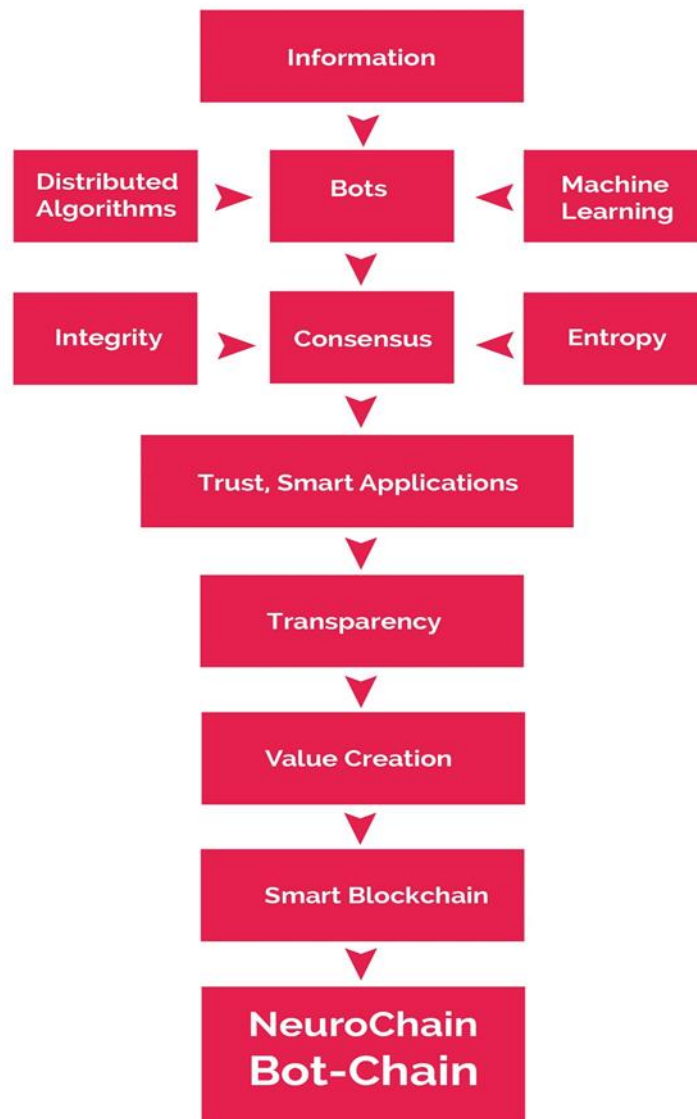 Information
Distributed
Algorithms
Bots
Machine
Learning
Integrity
Consensus
Entropy
Trust, Smart Applications
Transparency
Value Creation
Smart Blockchain
NeuroChain
Bot-Chain